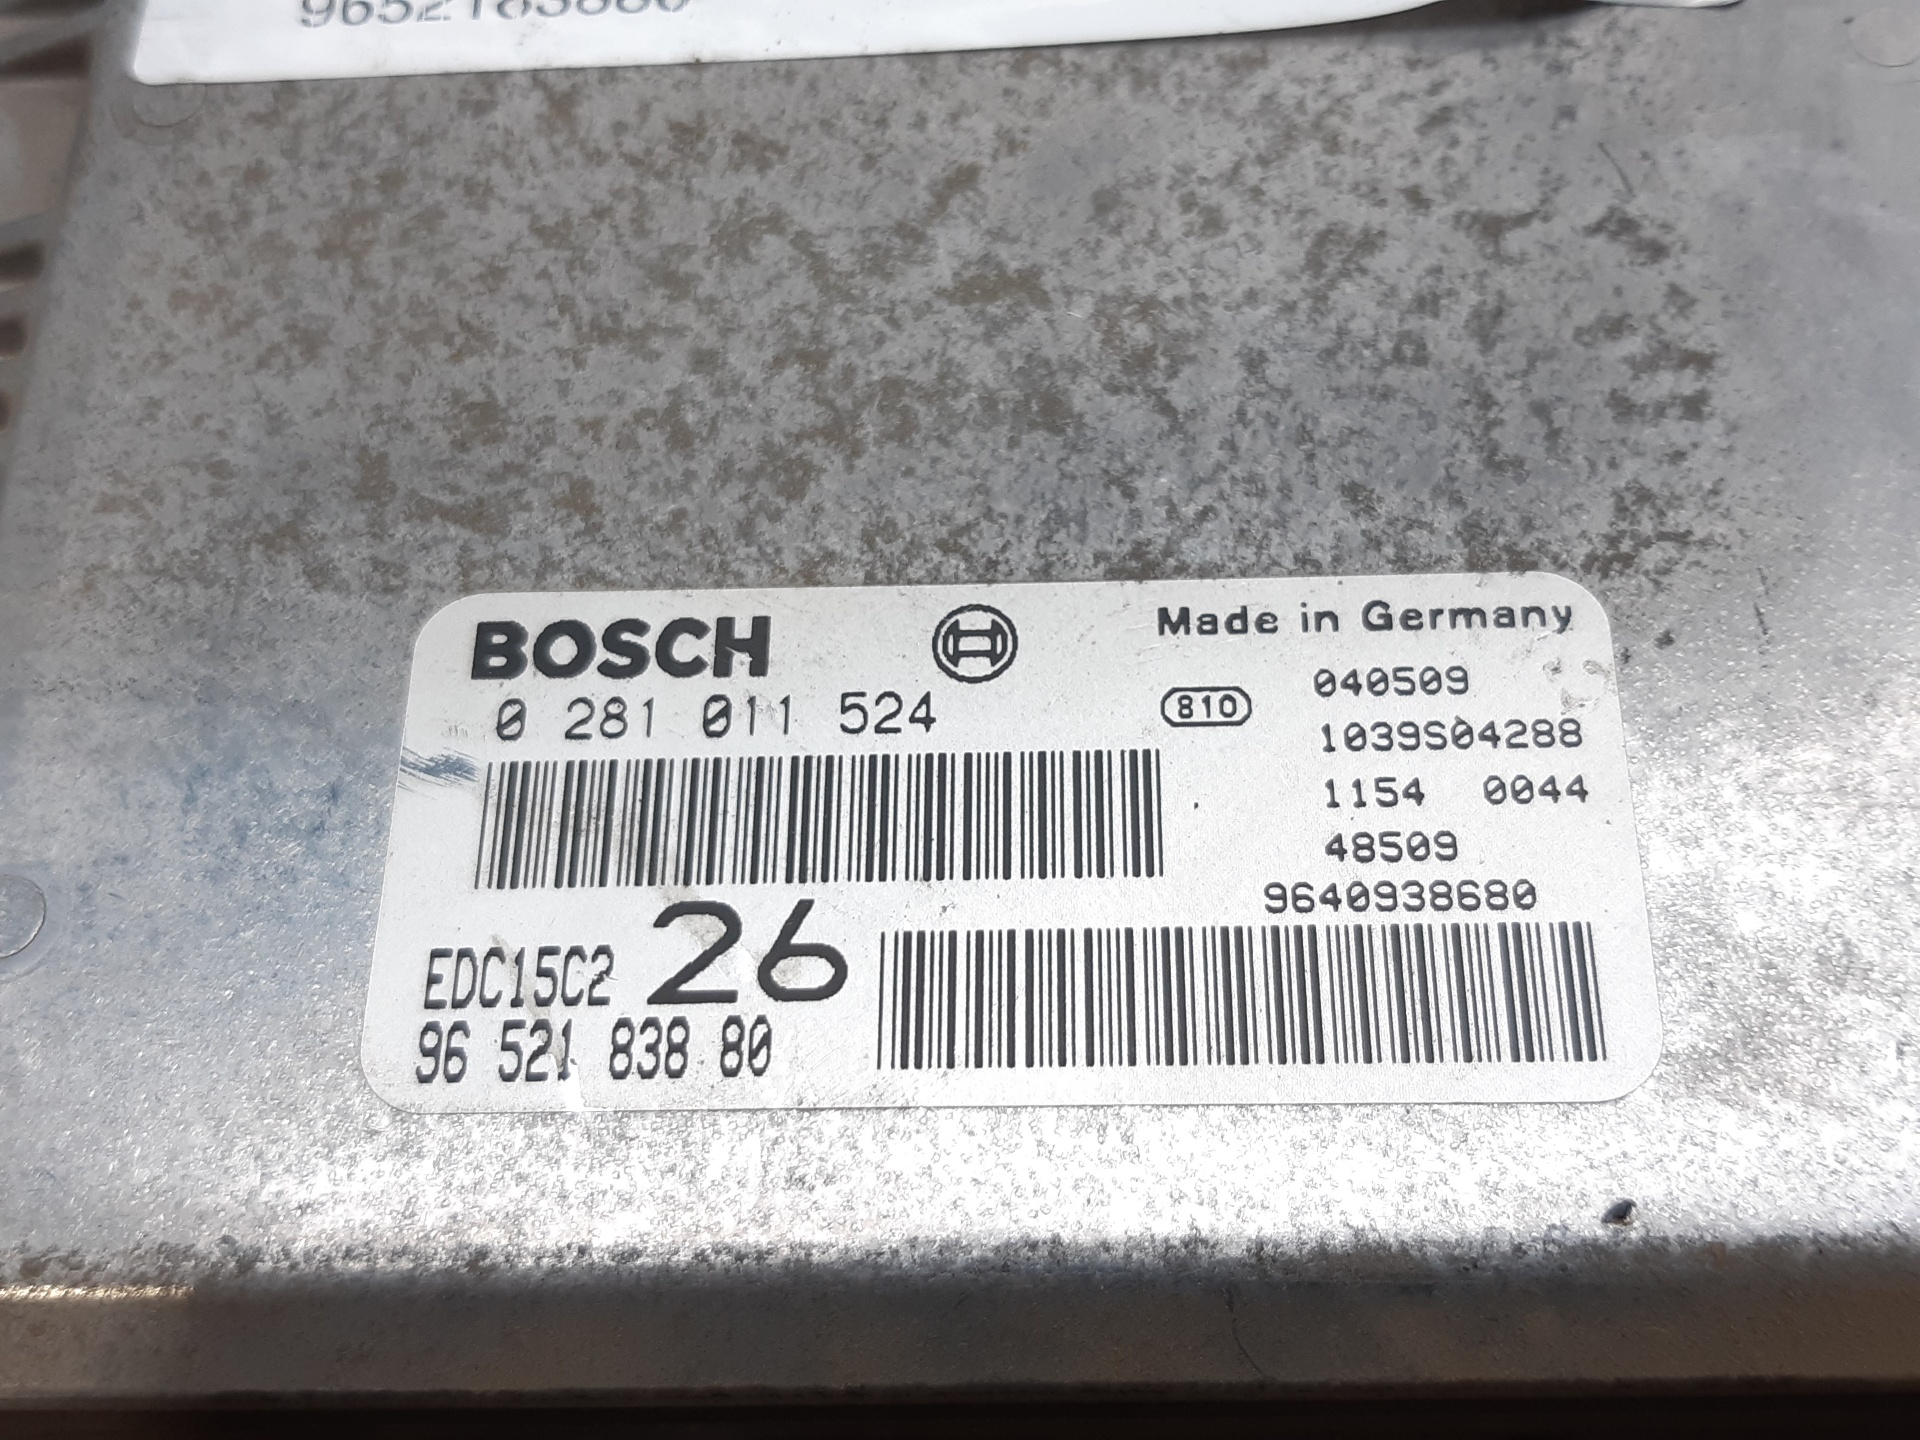 9652183880
BOSCH
Made in Germany
0 281 011 524
810
040509
1039S04288
1154 0044
48509
9640938680
EDC15C2 26
96 521 838 80